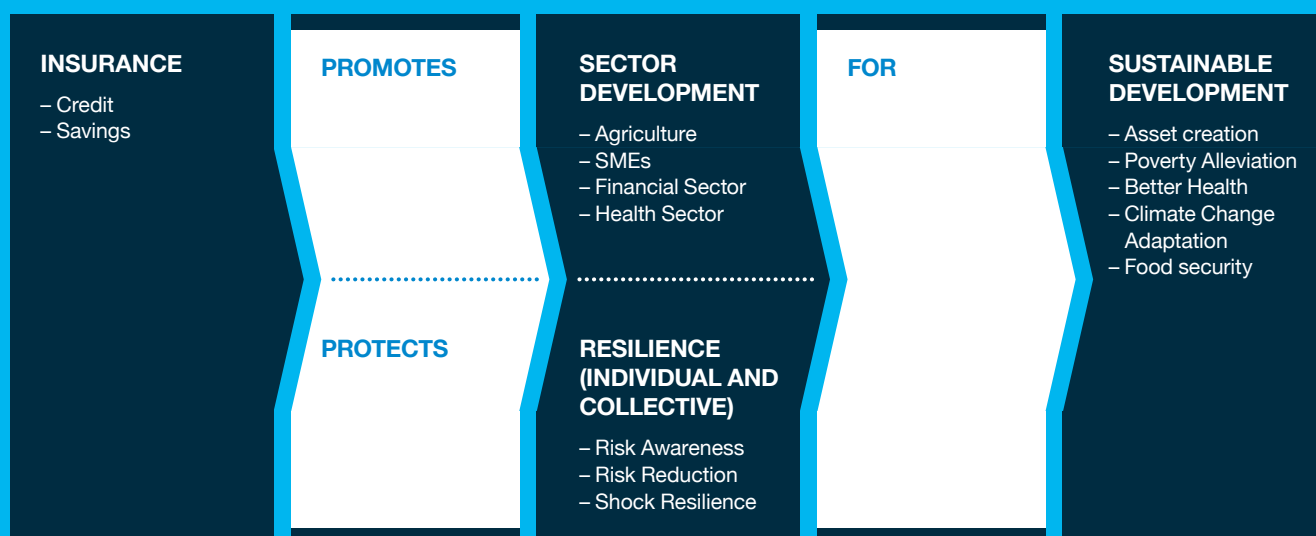 INSURANCE
– Credit
– Savings
PROMOTES
PROTECTS
SECTOR
DEVELOPMENT
– Agriculture
– SMEs
– Financial Sector
– Health Sector
RESILIENCE
(INDIVIDUAL AND
COLLECTIVE)
– Risk Awareness
– Risk Reduction
– Shock Resilience
FOR
SUSTAINABLE
DEVELOPMENT
– Asset creation
– Poverty Alleviation
– Better Health
– Climate Change
Adaptation
– Food security